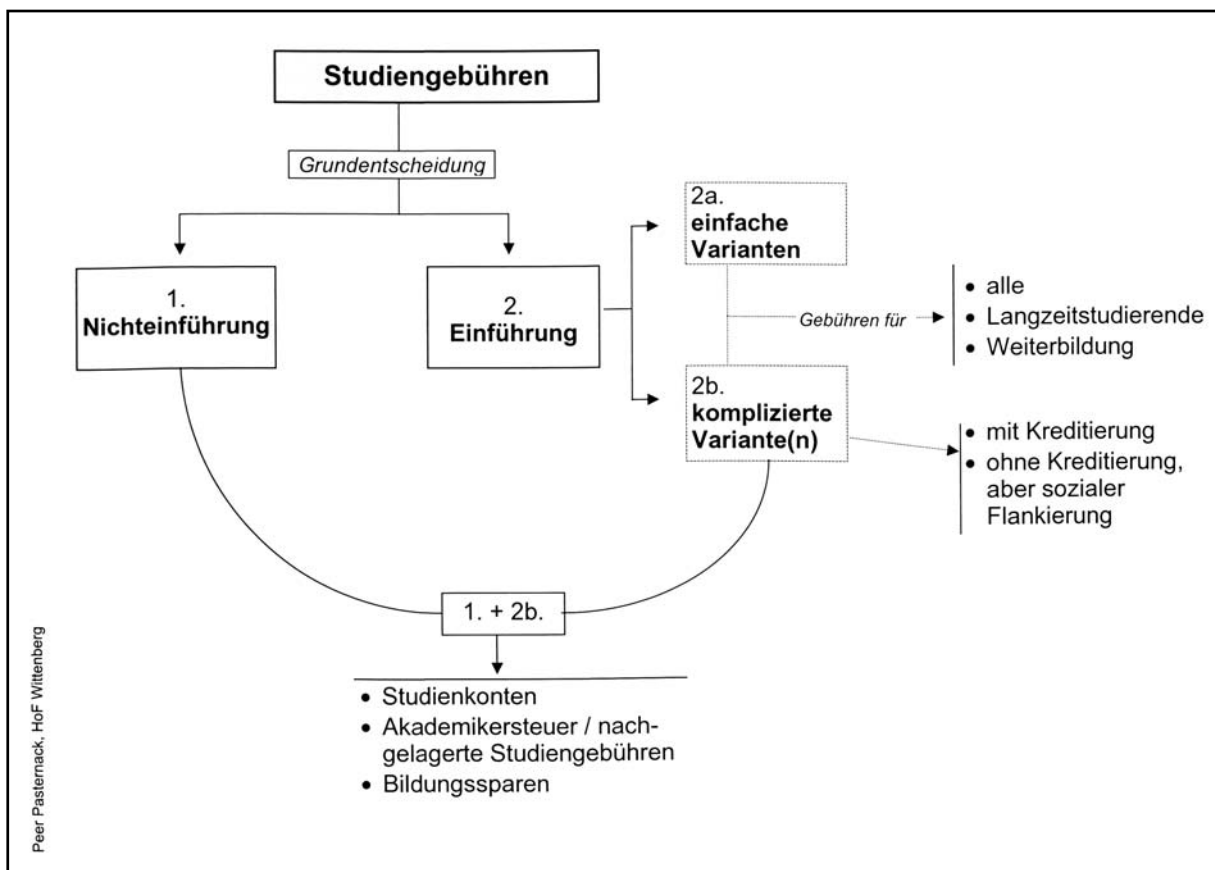 Studiengebühren
Grundentscheidung
1.
Nichteinführung
2.
Einführung
2a.
einfache
Varianten
Gebühren für
• alle
• Langzeitstudierende
• Weiterbildung
2b.
komplizierte
Variante(n)
• mit Kreditierung
• ohne Kreditierung,
aber sozialer
Flankierung
1. + 2b.
• Studienkonten
• Akademikersteuer / nach-
gelagerte Studiengebühren
• Bildungssparen
Peer Pasternack, HoF Wittenberg